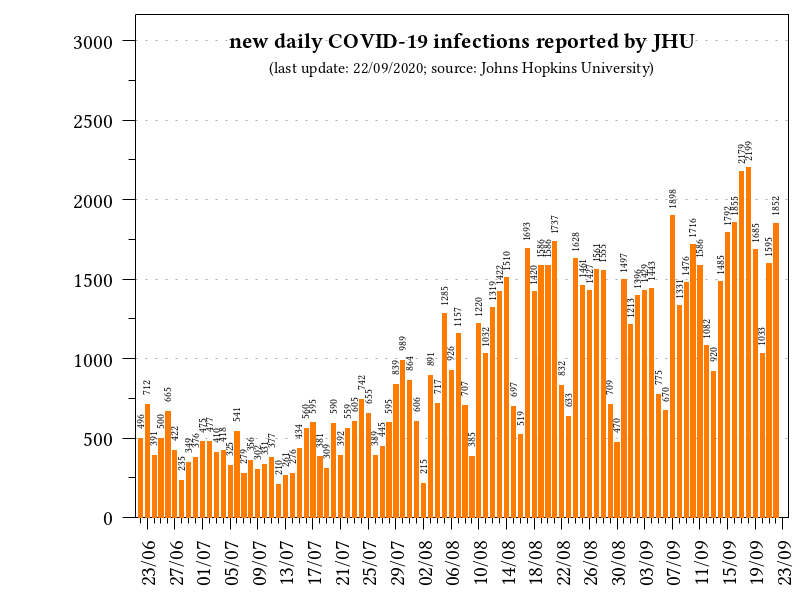 new daily COVID-19 infections reported by JHU
(last update: 22/09/2020; source: Johns Hopkins University)
3000
2500
2000
1500
1000
500
0
496 712 391 500 665 422 235 349 376 475 477 410 418 325 541 279 356 302 331 377 210 261 276 434 560 595 381 309 590 392 559 605 742 655 389 445 595 839 989 864 606 215 891 717 1285 926 1157 707 385 1220 1032 1319 1422 1510 697 519 1693 1420 1586 1586 1737 832 633 1628 1461 1427 1561 1555 709 470 1497 1213 1396 1429 1443 775 670 1898 1331 1476 1716 1586 1082 920 1485 1792 1855 2179 2199 1685 1033 1595 1852
23/06 27/06 01/07 05/07 09/07 13/07 17/07 21/07 25/07 29/07 02/08 06/08 10/08 14/08 18/08 22/08 26/08 30/08 03/09 07/09 11/09 15/09 19/09 23/09